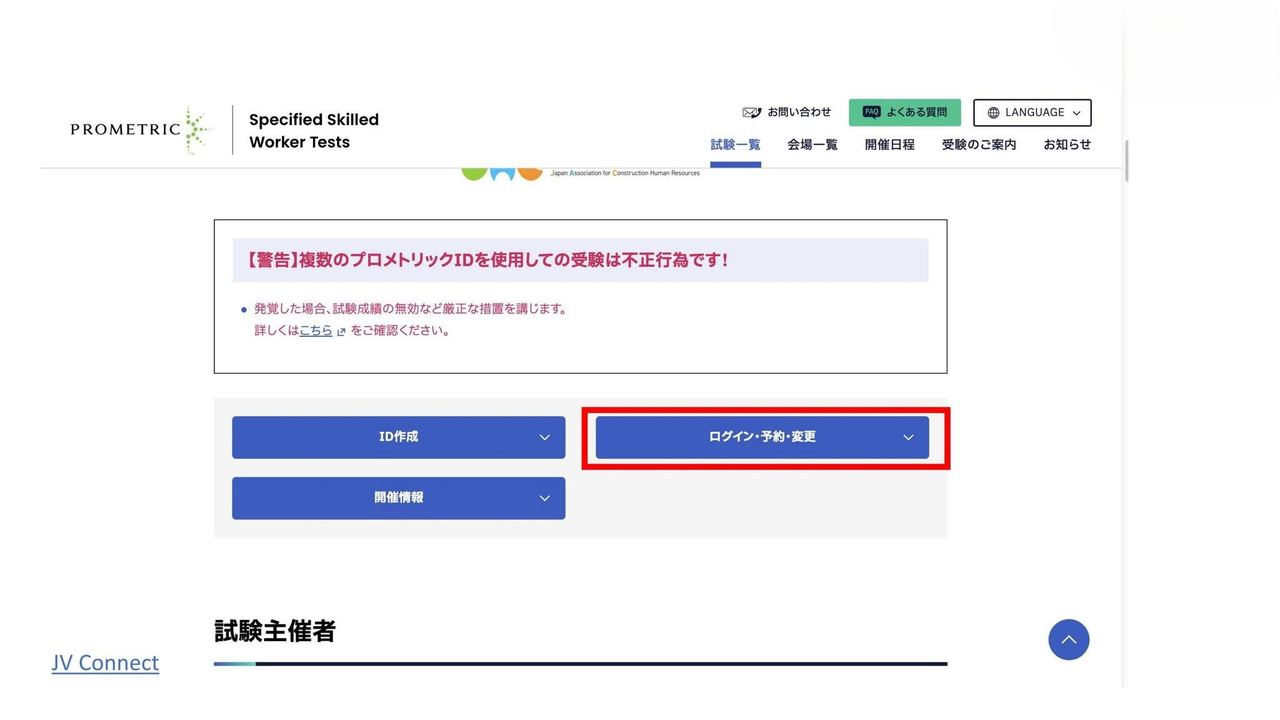 PROMETRIC
Specified Skilled
Worker Tests
お問い合わせ
FAQ よくある質問
LANGUAGE
試験一覧 会場一覧 開催日程 受験のご案内 お知らせ
Japan Association for Construction Human Resources
【警告】複数のプロメトリックIDを使用しての受験は不正行為です!
発覚した場合、試験成績の無効など厳正な措置を講じます。
詳しくはこちら をご確認ください。
ID作成
ログイン・予約・変更
開催情報
試験主催者
JV Connect